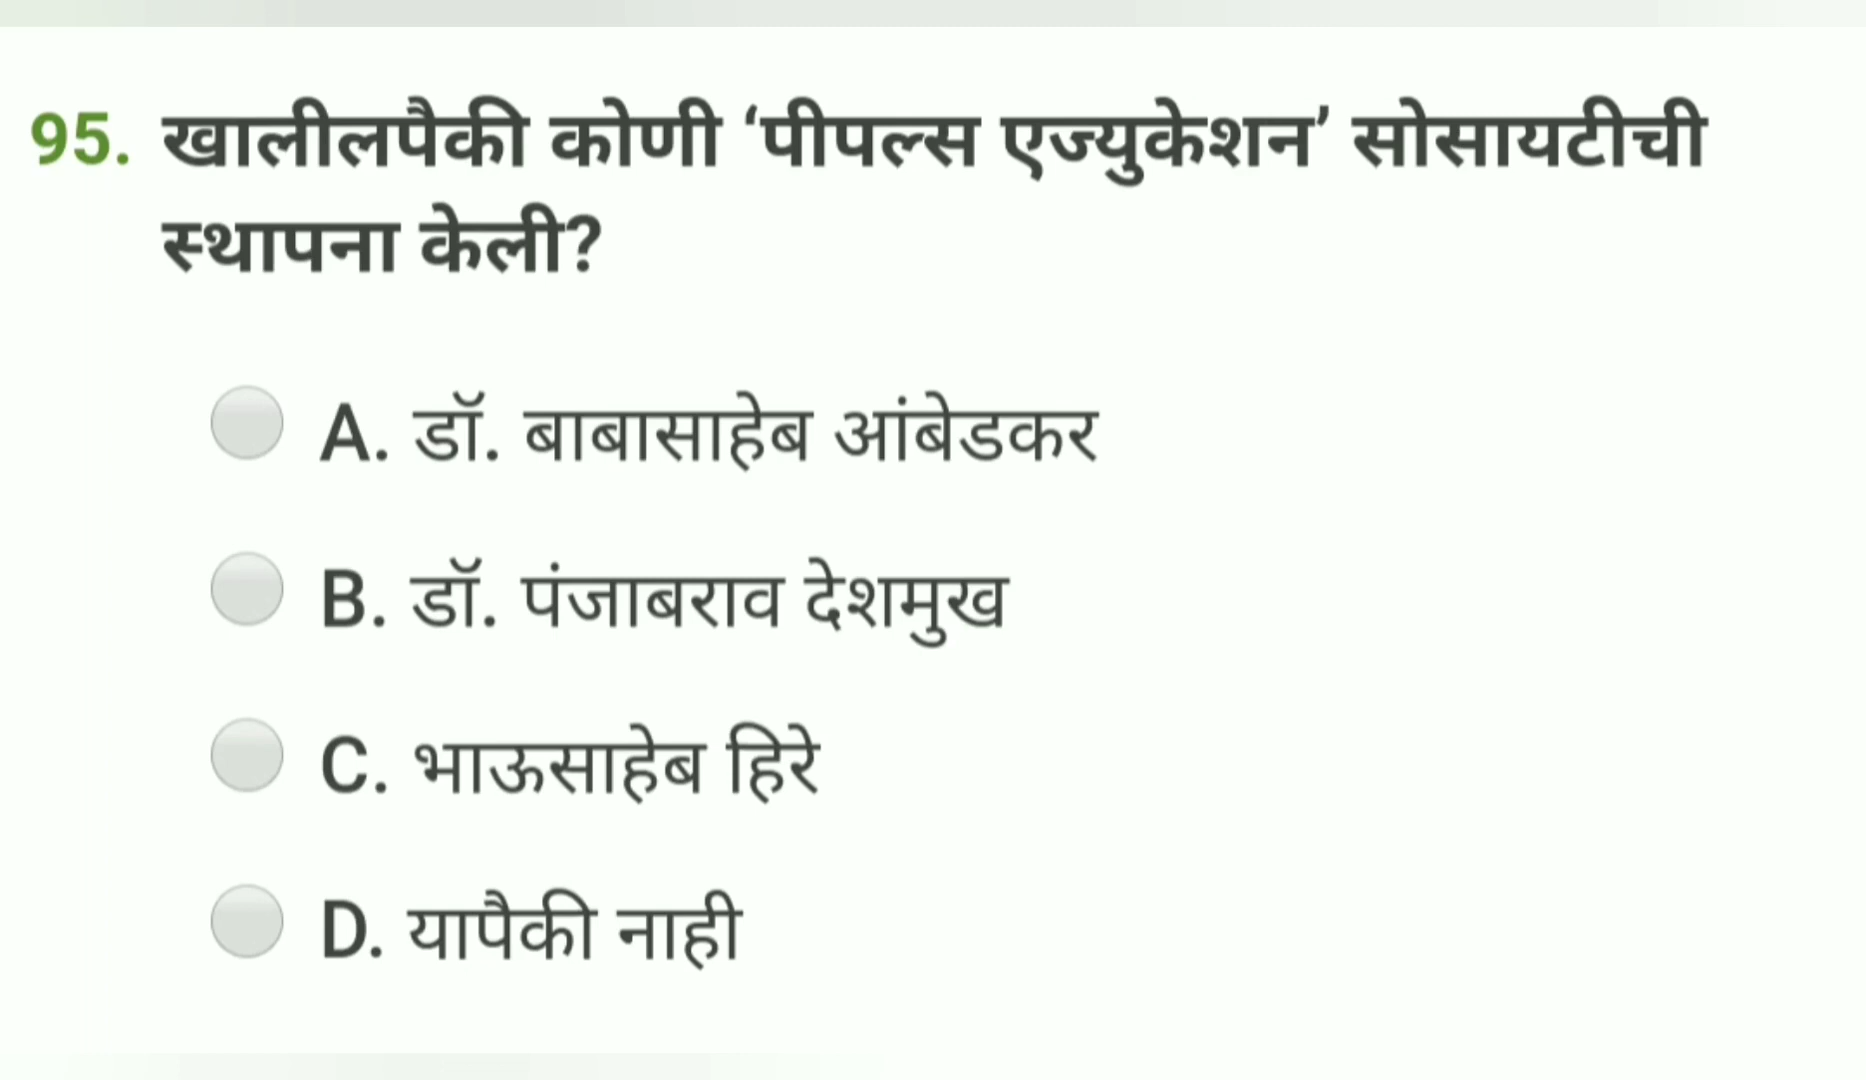 95. खालीलपैकी कोणी ‘पीपल्स एज्युकेशन’ सोसायटीची
स्थापना केली?
A. डॉ. बाबासाहेब आंबेडकर
B. डॉ. पंजाबराव देशमुख
C. भाऊसाहेब हिरे
D. यापैकी नाही